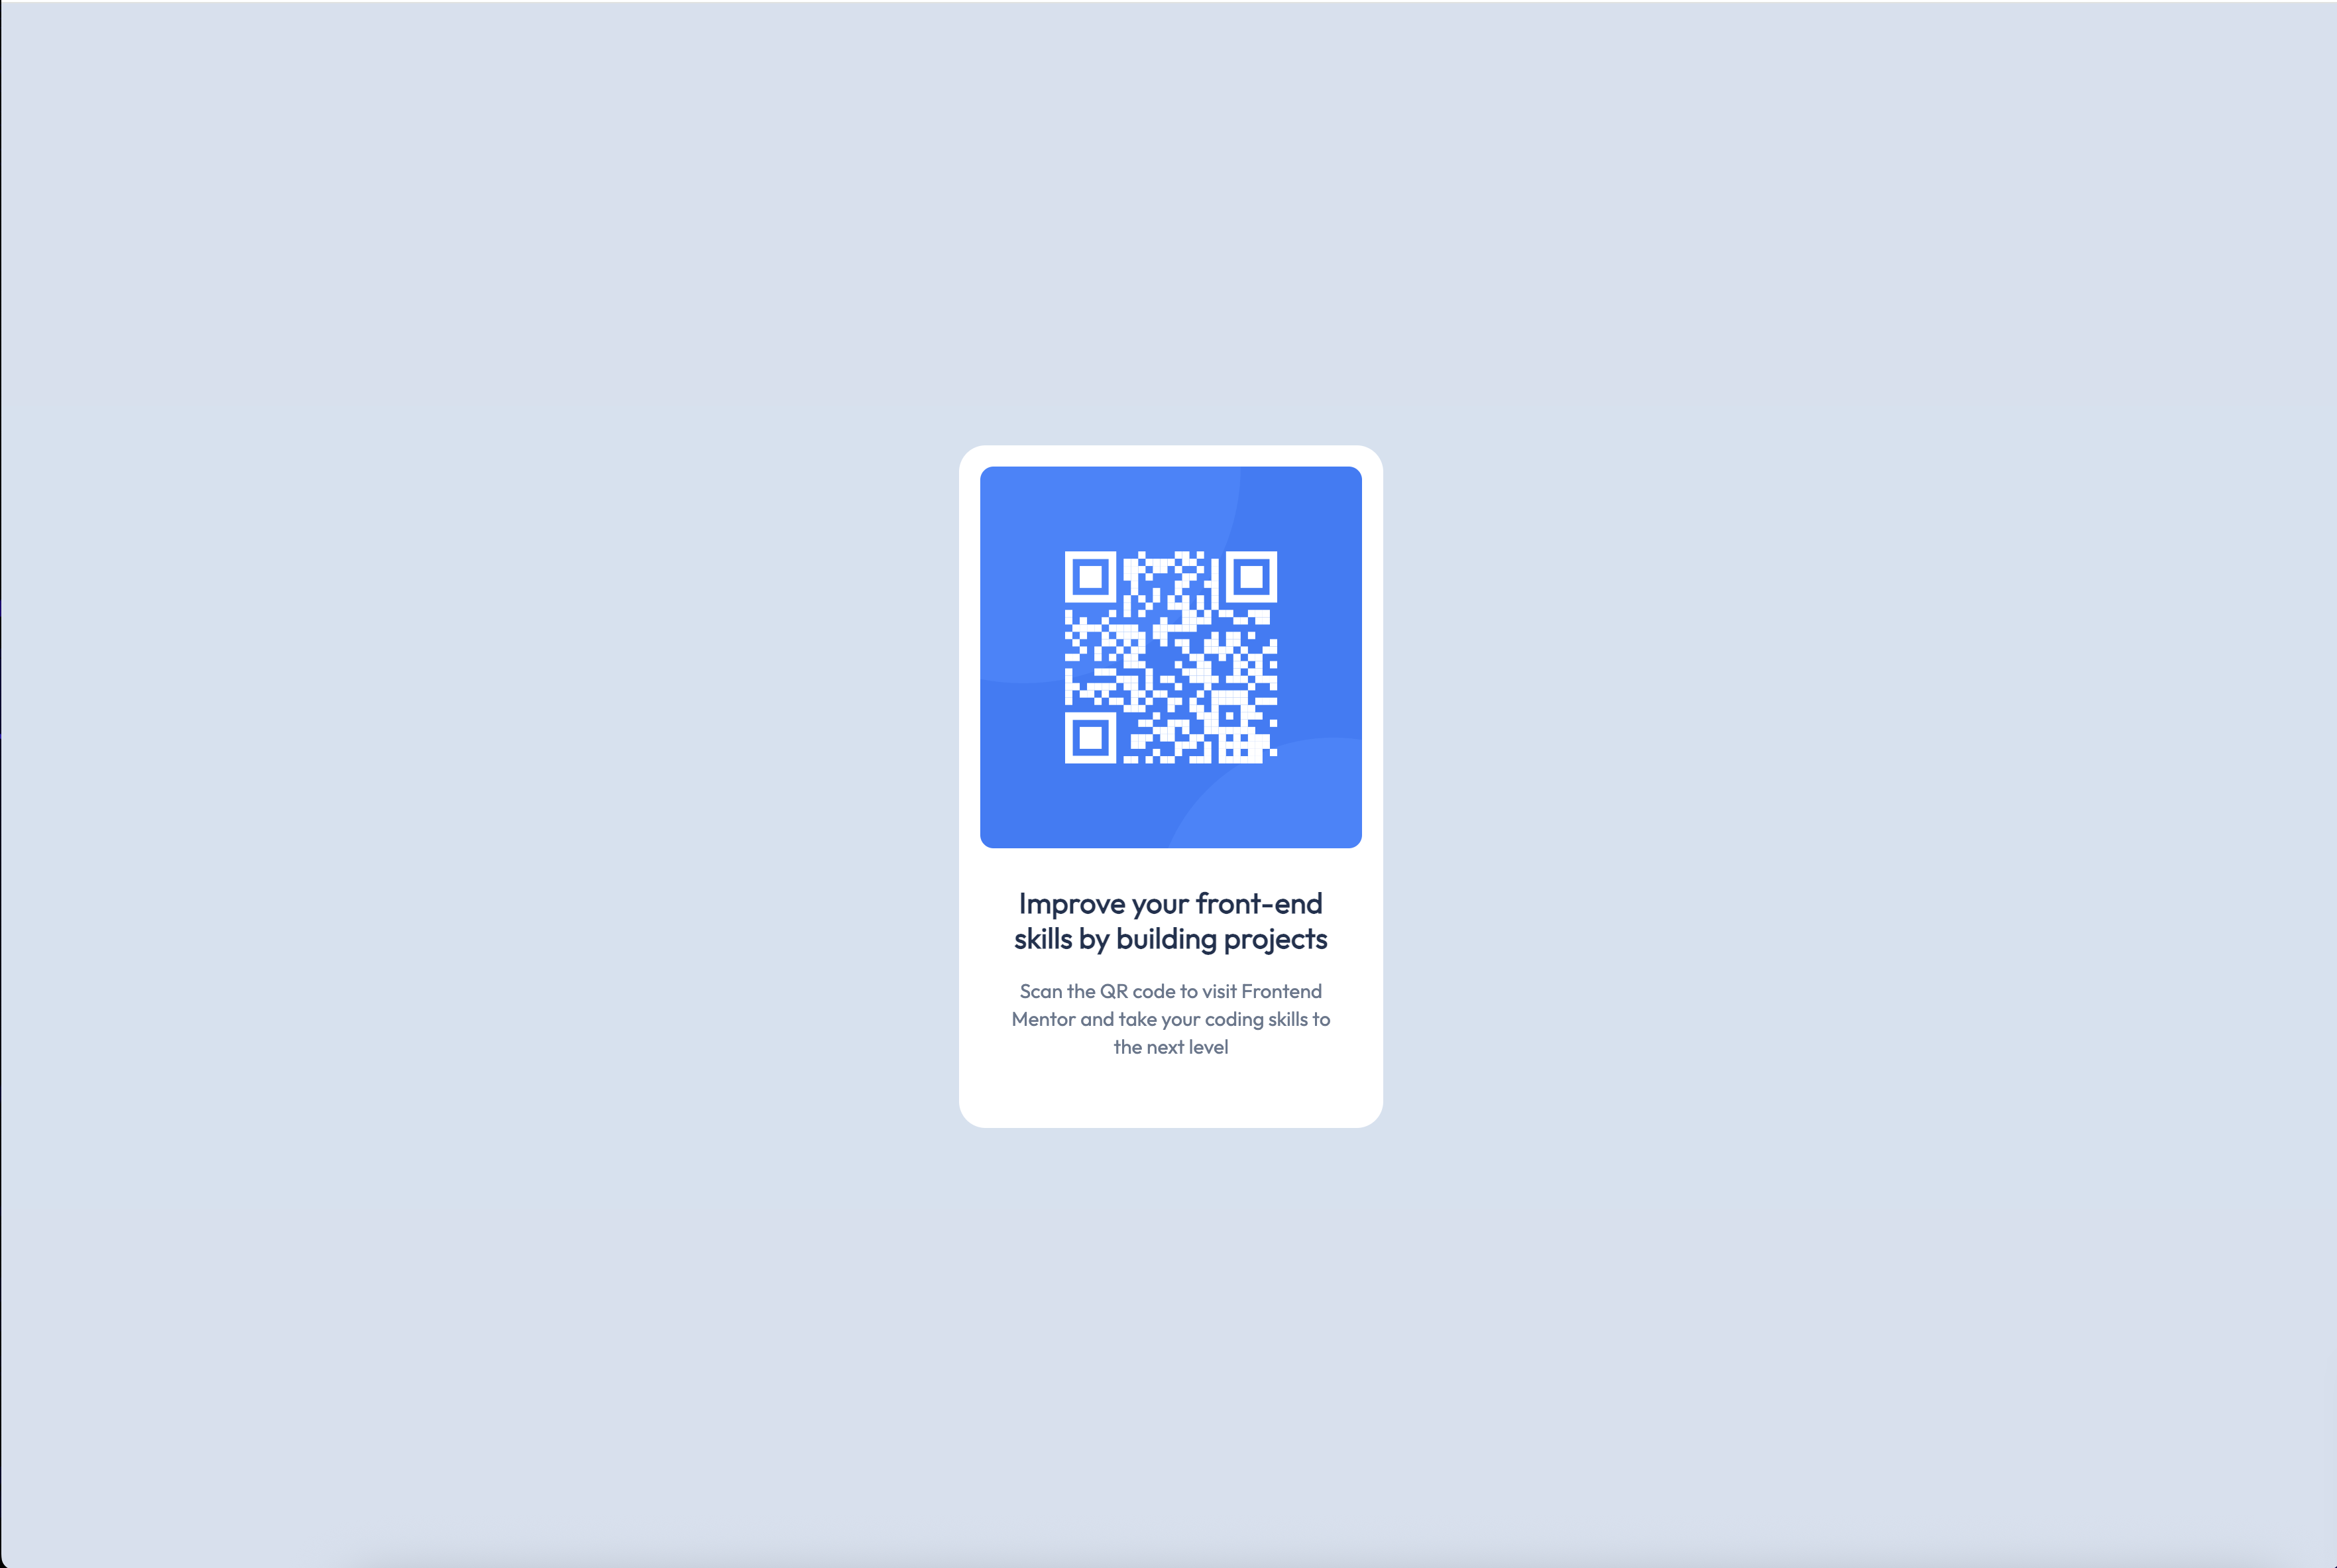 Improve your front-end
skills by building projects
Scan the QR code to visit Frontend
Mentor and take your coding skills to
the next level